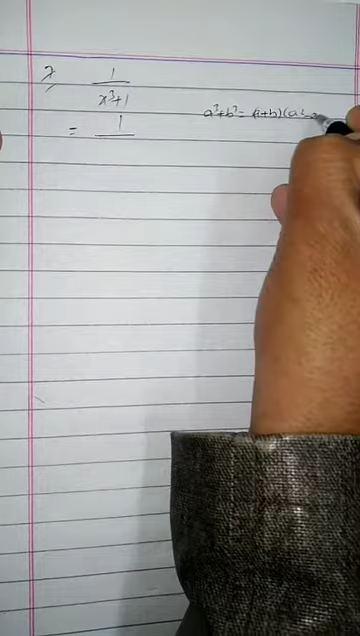 7) 1/(x³+1)
= 1/
a³+b³ = (a+b)(a²-